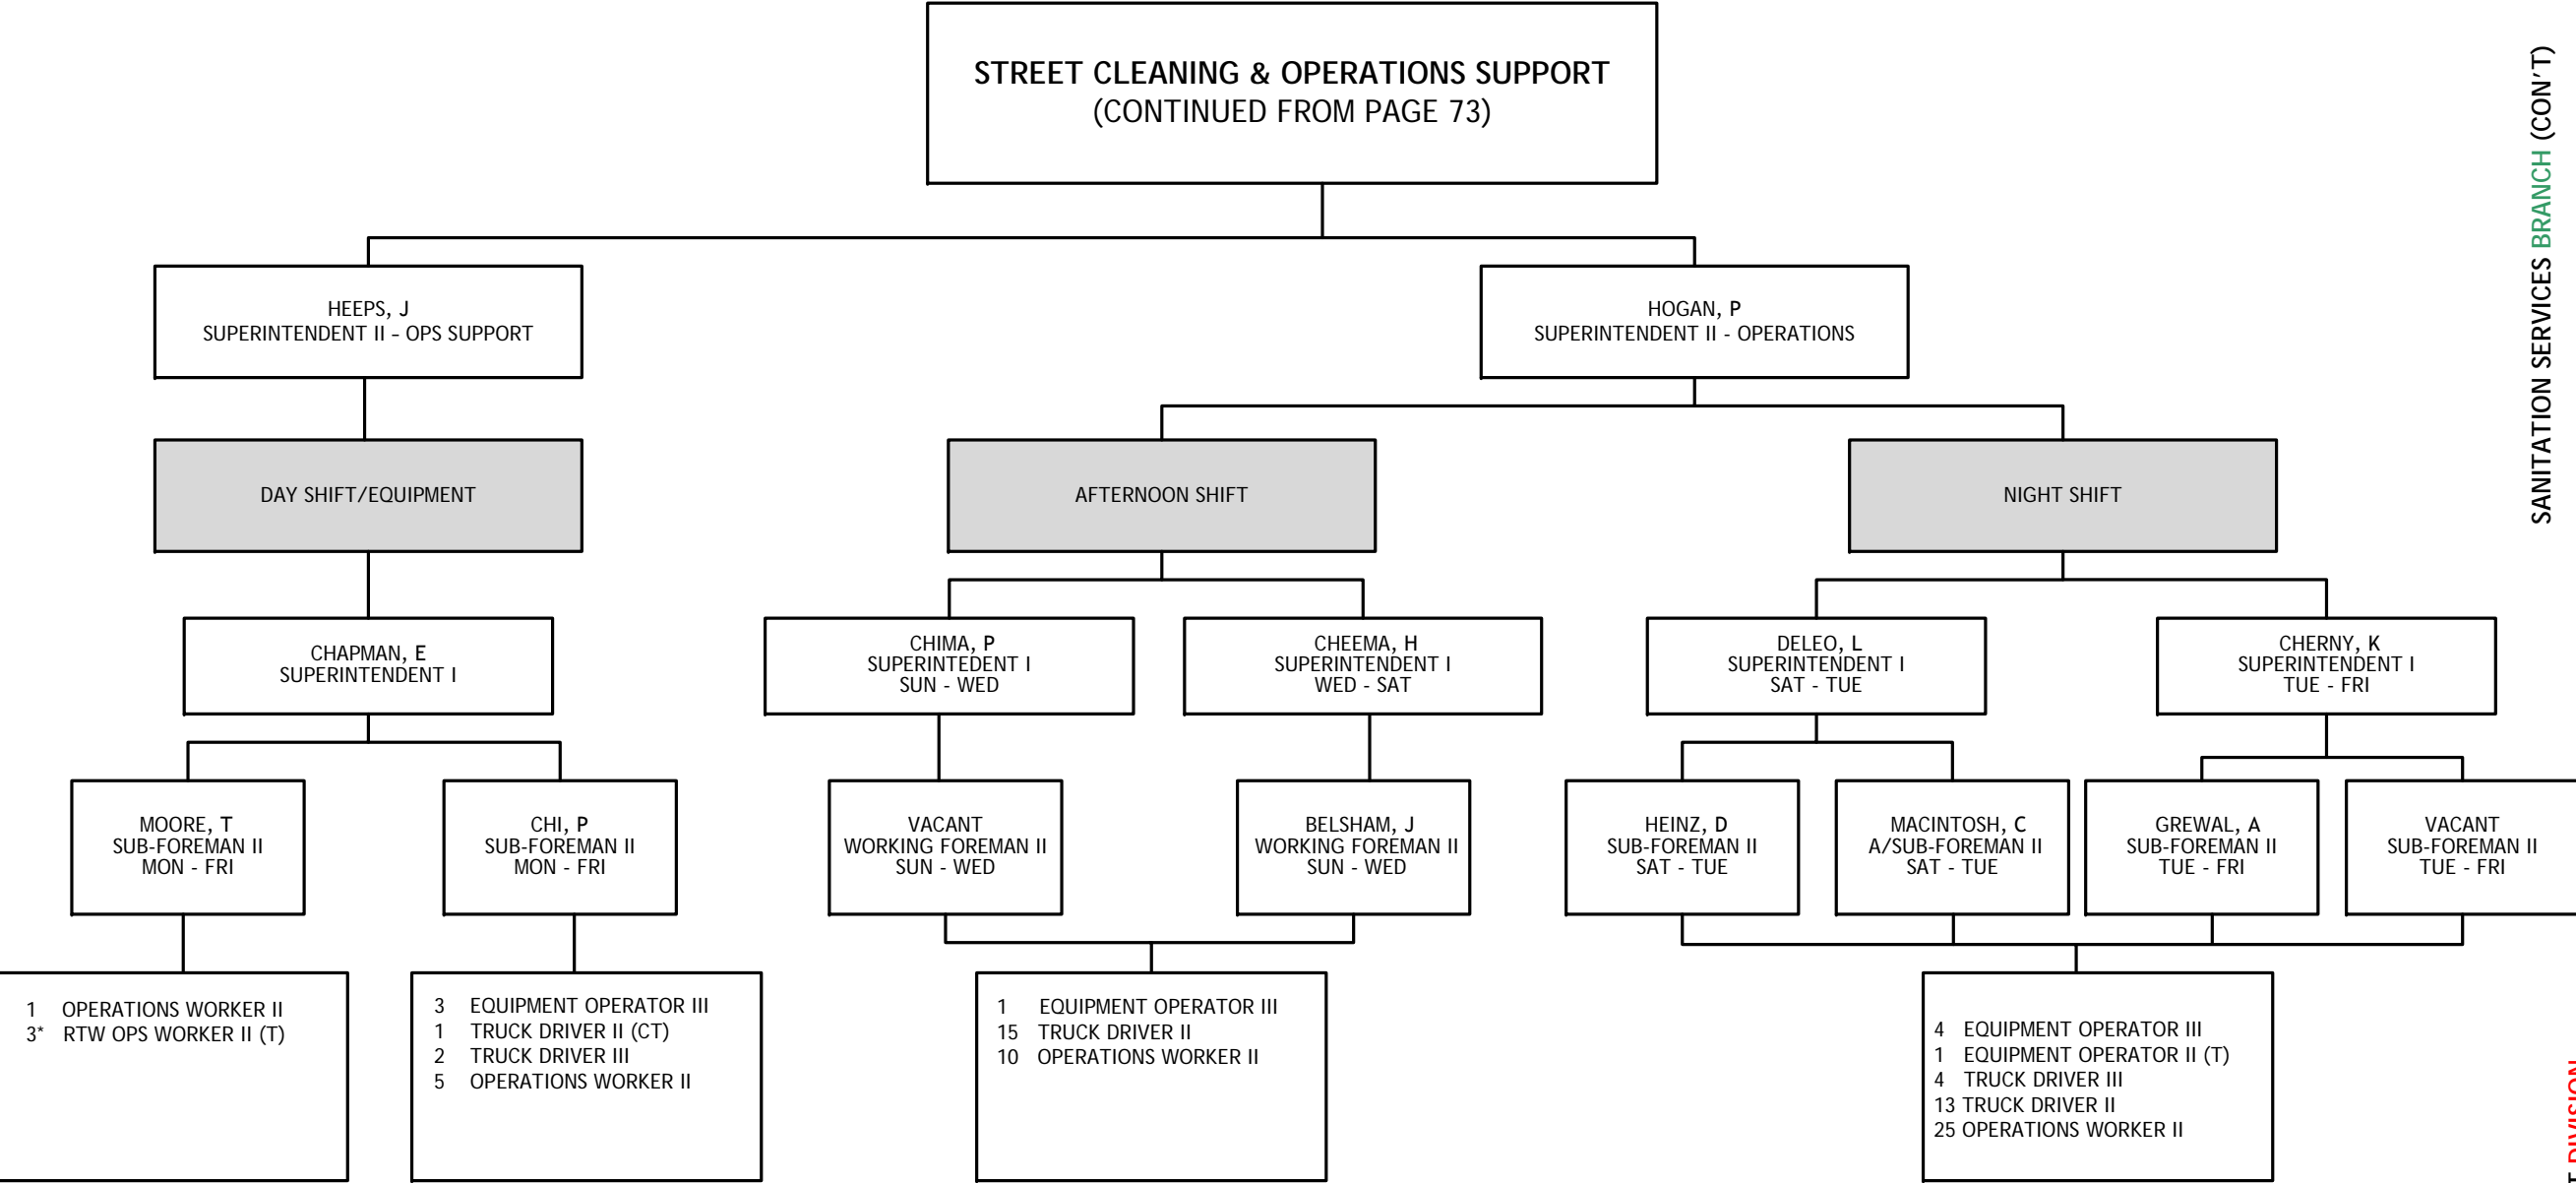 STREET CLEANING & OPERATIONS SUPPORT
(CONTINUED FROM PAGE 73)
SANITATION SERVICES BRANCH (CON'T)
HEEPS, J
SUPERINTENDENT II – OPS SUPPORT
HOGAN, P
SUPERINTENDENT II - OPERATIONS
DAY SHIFT/EQUIPMENT
AFTERNOON SHIFT
NIGHT SHIFT
CHAPMAN, E
SUPERINTENDENT I
CHIMA, P
SUPERINTEDENT I
SUN - WED
CHEEMA, H
SUPERINTENDENT I
WED - SAT
DELEO, L
SUPERINTENDENT I
SAT - TUE
CHERNY, K
SUPERINTENDENT I
TUE - FRI
MOORE, T
SUB-FOREMAN II
MON - FRI
CHI, P
SUB-FOREMAN II
MON - FRI
VACANT
WORKING FOREMAN II
SUN - WED
BELSHAM, J
WORKING FOREMAN II
SUN - WED
HEINZ, D
SUB-FOREMAN II
SAT - TUE
MACINTOSH, C
A/SUB-FOREMAN II
SAT - TUE
GREWAL, A
SUB-FOREMAN II
TUE - FRI
VACANT
SUB-FOREMAN II
TUE - FRI
1 OPERATIONS WORKER II
3* RTW OPS WORKER II (T)
3 EQUIPMENT OPERATOR III
1 TRUCK DRIVER II (CT)
2 TRUCK DRIVER III
5 OPERATIONS WORKER II
1 EQUIPMENT OPERATOR III
15 TRUCK DRIVER II
10 OPERATIONS WORKER II
4 EQUIPMENT OPERATOR III
1 EQUIPMENT OPERATOR II (T)
4 TRUCK DRIVER III
13 TRUCK DRIVER II
25 OPERATIONS WORKER II
DIVISION